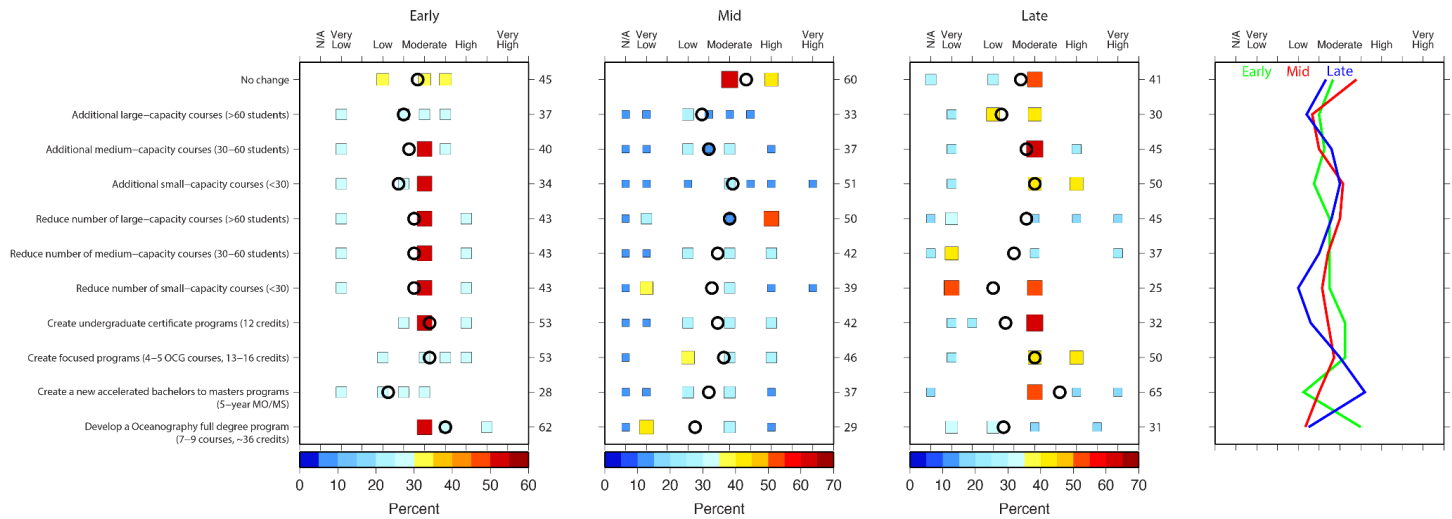 Early
Mid
Late
N/A
Very Low
Low
Moderate
High
Very High
N/A
Very Low
Low
Moderate
High
Very High
N/A
Very Low
Low
Moderate
High
Very High
N/A
Very Low
Low
Moderate
High
Very High
Early Mid Late
No change 45 60 41
Additional large−capacity courses (>60 students) 37 33 30
Additional medium−capacity courses (30−60 students) 40 37 45
Additional small−capacity courses (<30) 34 51 50
Reduce number of large−capacity courses (>60 students) 43 50 45
Reduce number of medium−capacity courses (30−60 students) 43 42 37
Reduce number of small−capacity courses (<30) 43 39 25
Create undergraduate certificate programs (12 credits) 53 42 32
Create focused programs (4−5 OCG courses, 13−16 credits) 53 46 50
Create a new accelerated bachelors to masters programs
(5−year MO/MS) 28 37 65
Develop a Oceanography full degree program
(7−9 courses, ~36 credits) 62 29 31
0 10 20 30 40 50 60
Percent
0 10 20 30 40 50 60 70
Percent
0 10 20 30 40 50 60 70
Percent